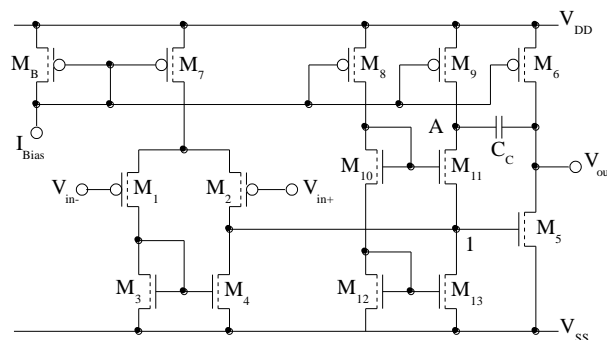 V_DD
M_B
M_7
M_8
M_9
M_6
I_Bias
A
C_C
M_10
M_11
V_in-
M_1
M_2
V_in+
V_ou
1
M_5
M_3
M_4
M_12
M_13
V_SS